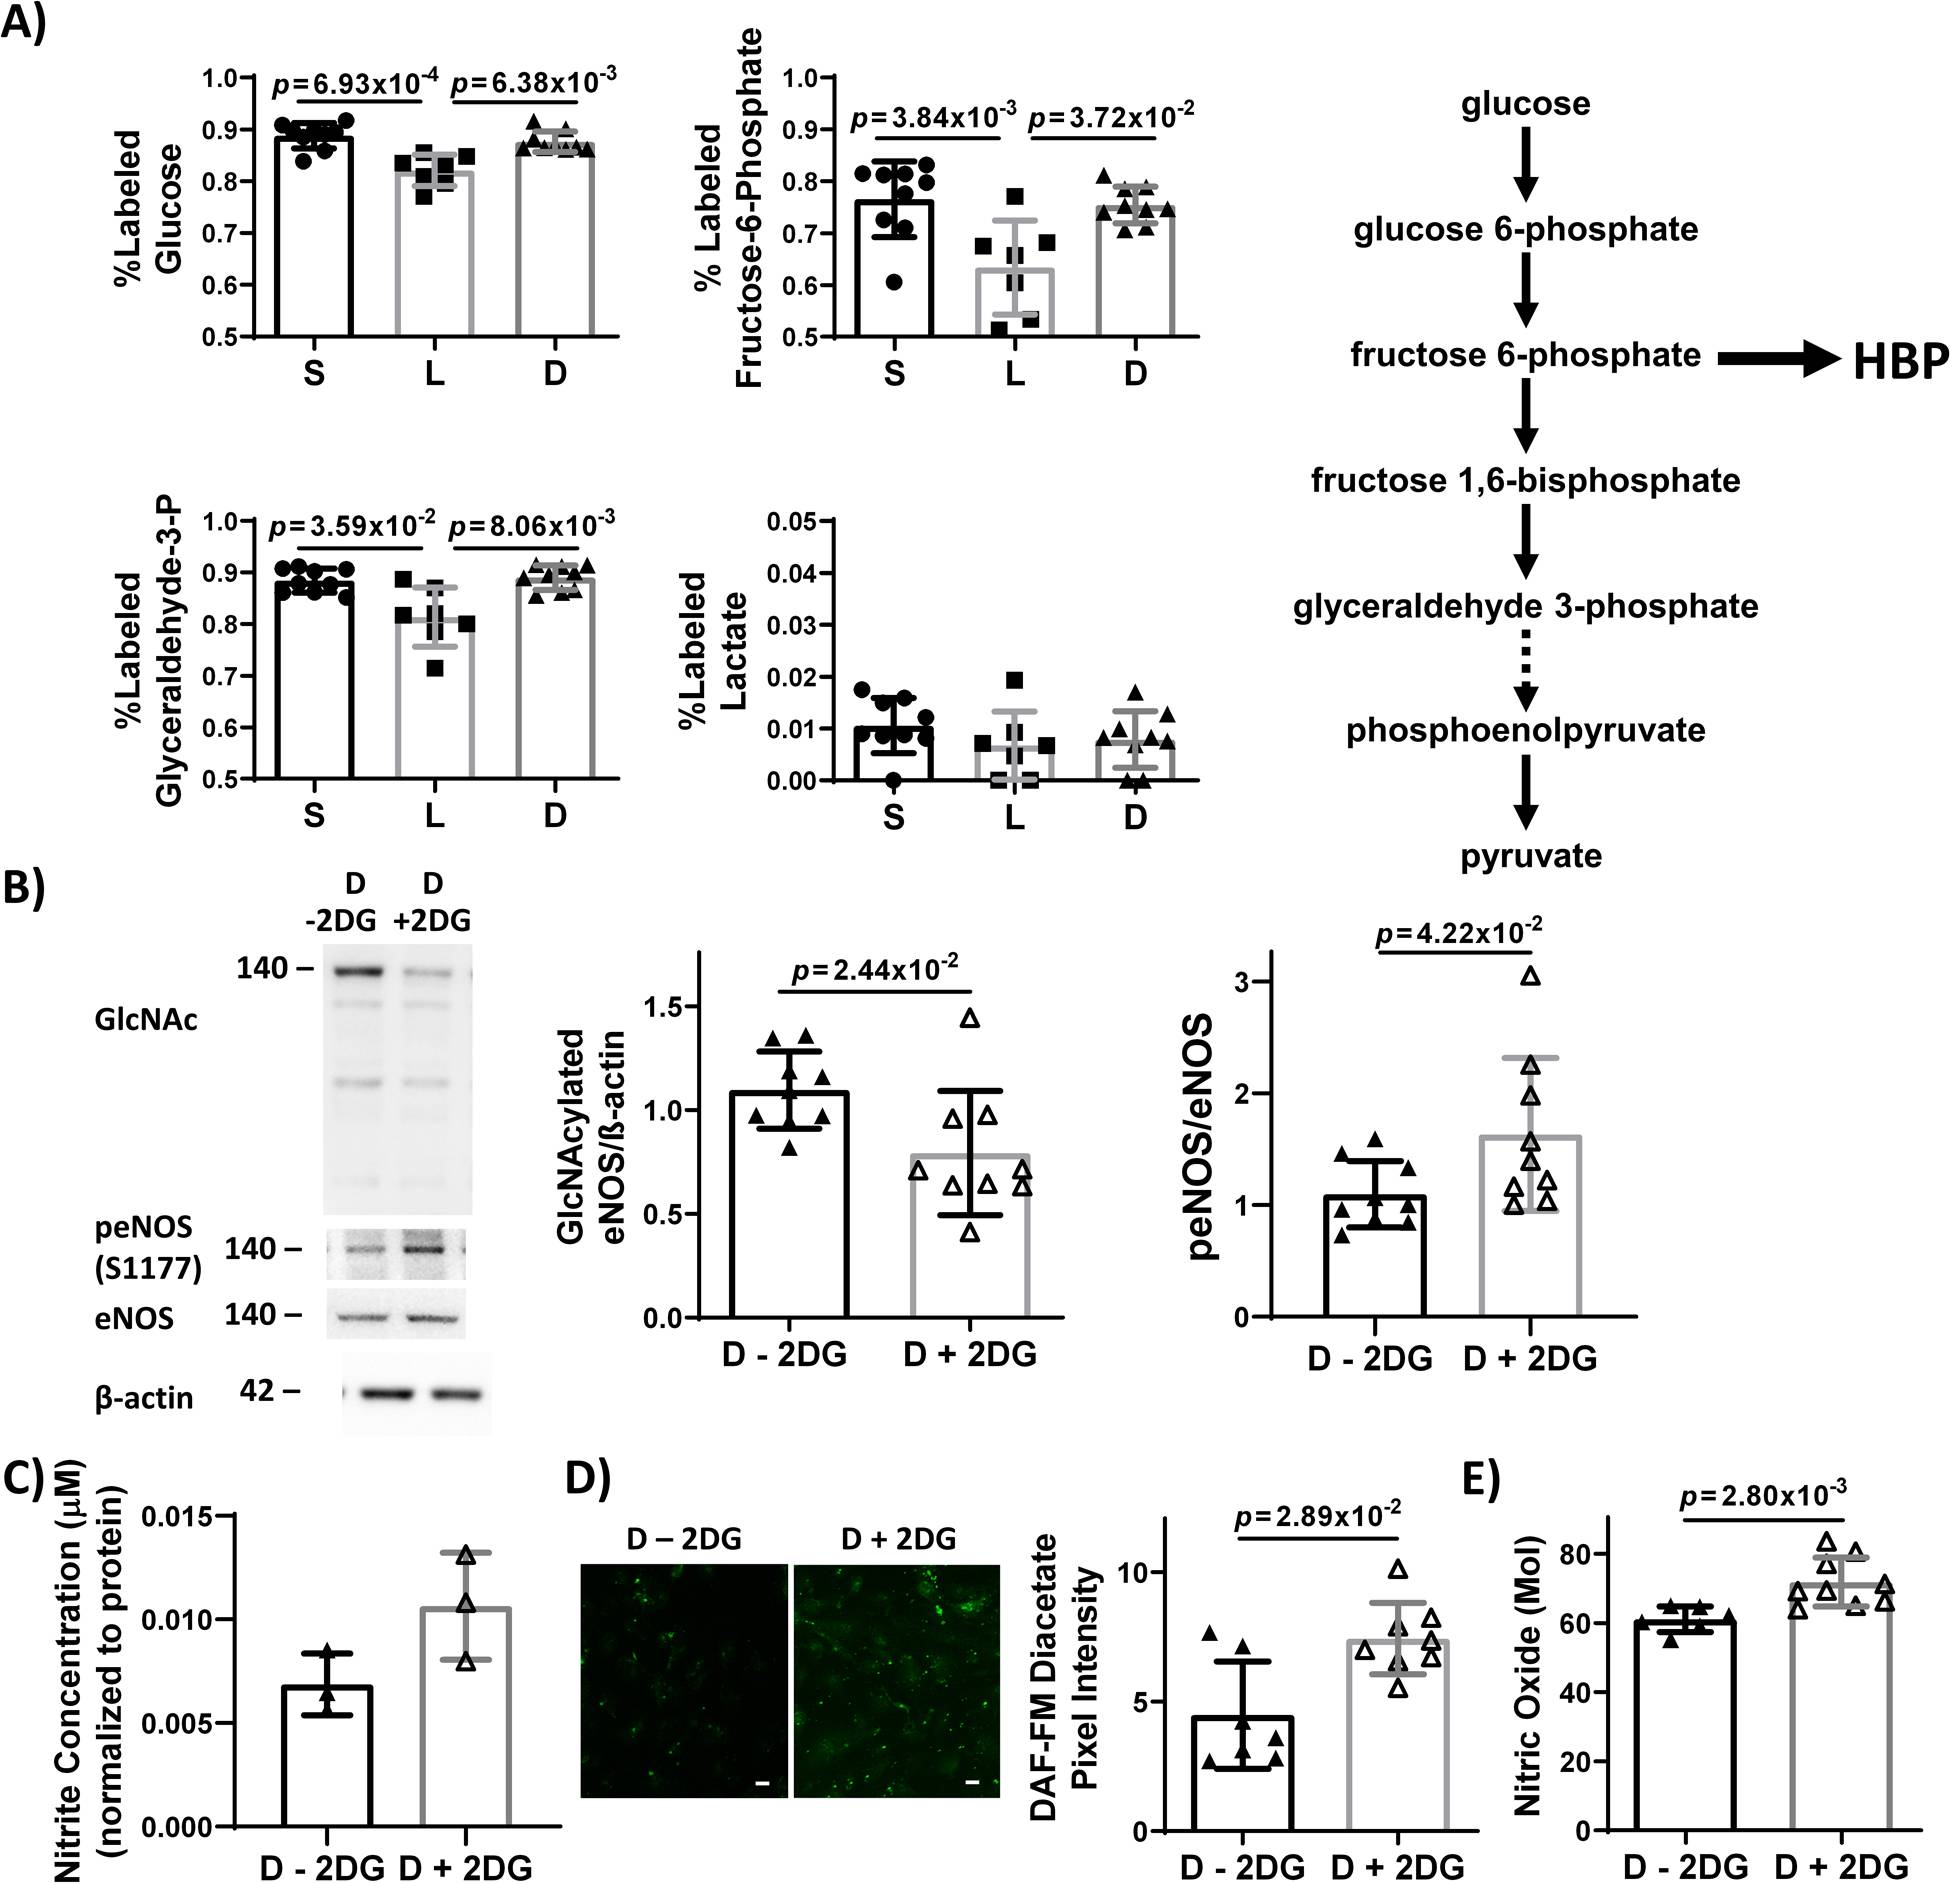 A)
p=6.93x10-4 p=6.38x10-3
%Labeled
Glucose
1.0
0.9
0.8
0.7
0.6
0.5
S L D
p=3.84x10-3 p=3.72x10-2
% Labeled
Fructose-6-Phosphate
1.0
0.9
0.8
0.7
0.6
0.5
S L D
p=3.59x10-2 p=8.06x10-3
%Labeled
Glyceraldehyde-3-P
1.0
0.9
0.8
0.7
0.6
0.5
S L D
%Labeled
Lactate
0.05
0.04
0.03
0.02
0.01
0.00
S L D
glucose
glucose 6-phosphate
fructose 6-phosphate HBP
fructose 1,6-bisphosphate
glyceraldehyde 3-phosphate
phosphoenolpyruvate
pyruvate
B)
D D
-2DG +2DG
140 –
GlcNAc
peNOS
(S1177) 140 –
eNOS 140 –
β-actin 42 –
p=2.44x10-2
GlcNAcylated
eNOS/ß-actin
1.5
1.0
0.5
0.0
D - 2DG D + 2DG
p=4.22x10-2
peNOS/eNOS
3
2
1
0
D - 2DG D + 2DG
C)
Nitrite Concentration (μM)
(normalized to protein)
0.015
0.010
0.005
0.000
D - 2DG D + 2DG
D)
D – 2DG D + 2DG
p=2.89x10-2
DAF-FM Diacetate
Pixel Intensity
10
5
0
D - 2DG D + 2DG
E)
p=2.80x10-3
Nitric Oxide (Mol)
80
60
40
20
0
D - 2DG D + 2DG